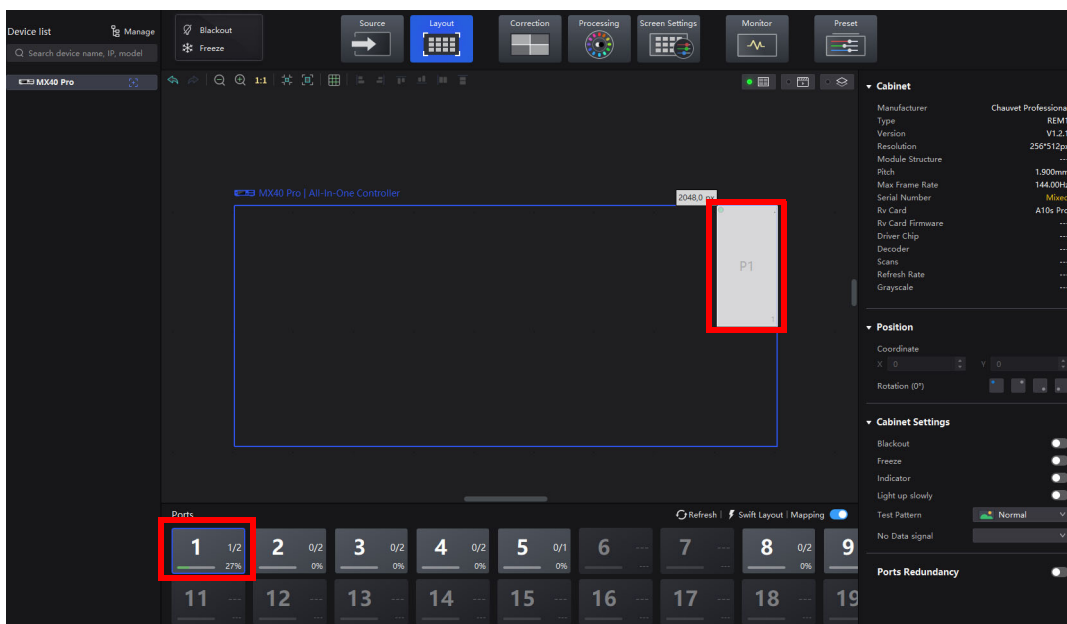 Device list
Manage
Search device name, IP, model
MX40 Pro
Blackout
Freeze
Source
Layout
Correction
Processing
Screen Settings
Monitor
Preset
1:1
MX40 Pro | All-In-One Controller
2048,0 px
P1
1
Ports
Refresh | Swift Layout | Mapping
1 1/2 27%
2 0/2 0%
3 0/2 0%
4 0/2 0%
5 0/1 0%
6 --- ---
7 --- ---
8 0/2 0%
9
11 --- ---
12 --- ---
13 --- ---
14 --- ---
15 --- ---
16 --- ---
17 --- ---
18 --- ---
19
Cabinet
Manufacturer Chauvet Professional
Type REM1
Version V1.2.1
Resolution 256*512px
Module Structure ---
Pitch 1.900mm
Max Frame Rate 144.00Hz
Serial Number Mixed
Rv Card A10s Pro
Rv Card Firmware ---
Driver Chip ---
Decoder ---
Scans ---
Refresh Rate ---
Grayscale ---
Position
Coordinate
X 0 Y 0
Rotation (0°)
Cabinet Settings
Blackout
Freeze
Indicator
Light up slowly
Test Pattern Normal
No Data signal
Ports Redundancy